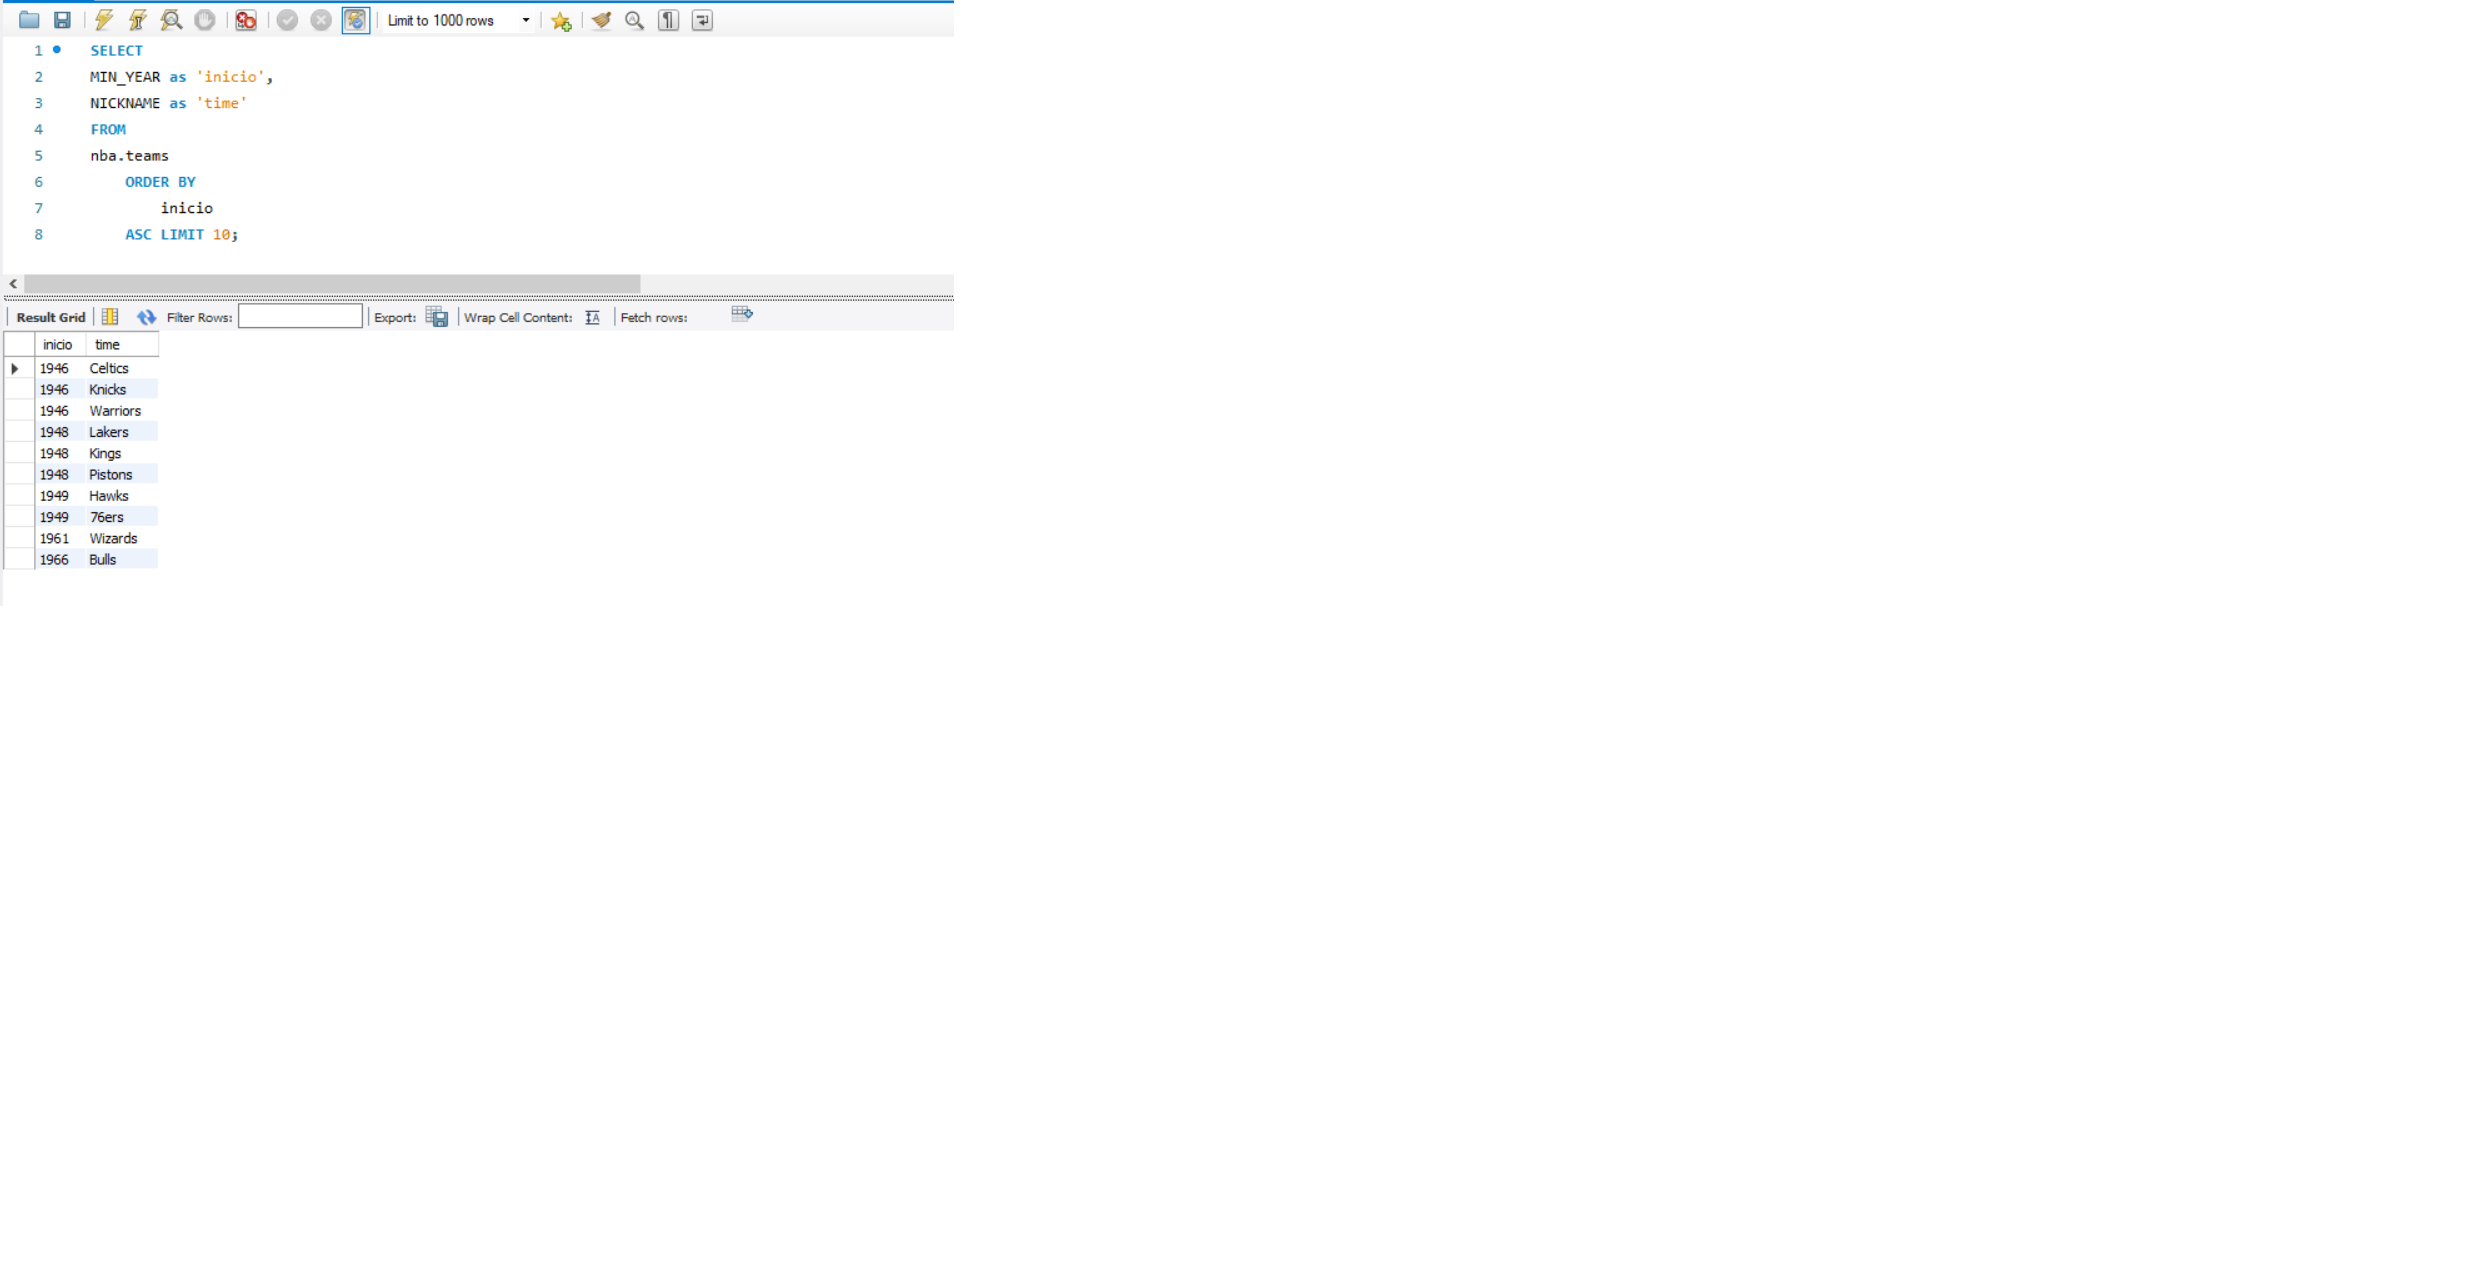 Limit to 1000 rows
1 SELECT
2 MIN_YEAR as 'inicio',
3 NICKNAME as 'time'
4 FROM
5 nba.teams
6 ORDER BY
7 inicio
8 ASC LIMIT 10;
Result Grid Filter Rows: Export: Wrap Cell Content: Fetch rows:
inicio time
1946 Celtics
1946 Knicks
1946 Warriors
1948 Lakers
1948 Kings
1948 Pistons
1949 Hawks
1949 76ers
1961 Wizards
1966 Bulls